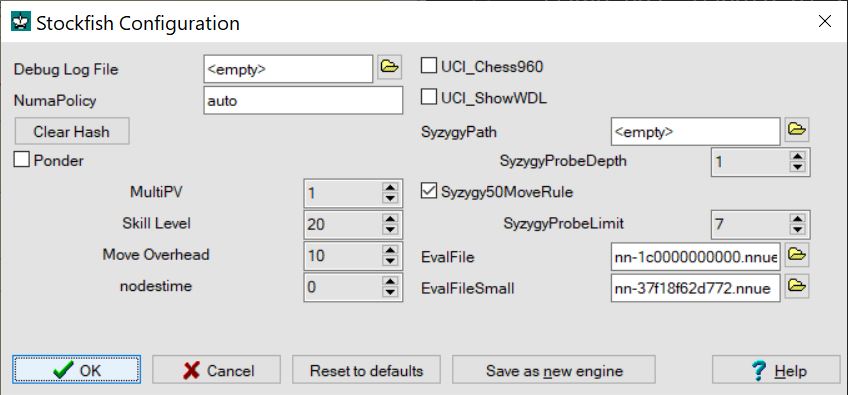 Stockfish Configuration
Debug Log File <empty>
NumaPolicy auto
Clear Hash
Ponder
MultiPV 1
Skill Level 20
Move Overhead 10
nodestime 0
UCI_Chess960
UCI_ShowWDL
SyzygyPath <empty>
SyzygyProbeDepth 1
Syzygy50MoveRule
SyzygyProbeLimit 7
EvalFile nn-1c0000000000.nnue
EvalFileSmall nn-37f18f62d772.nnue
OK Cancel Reset to defaults Save as new engine Help